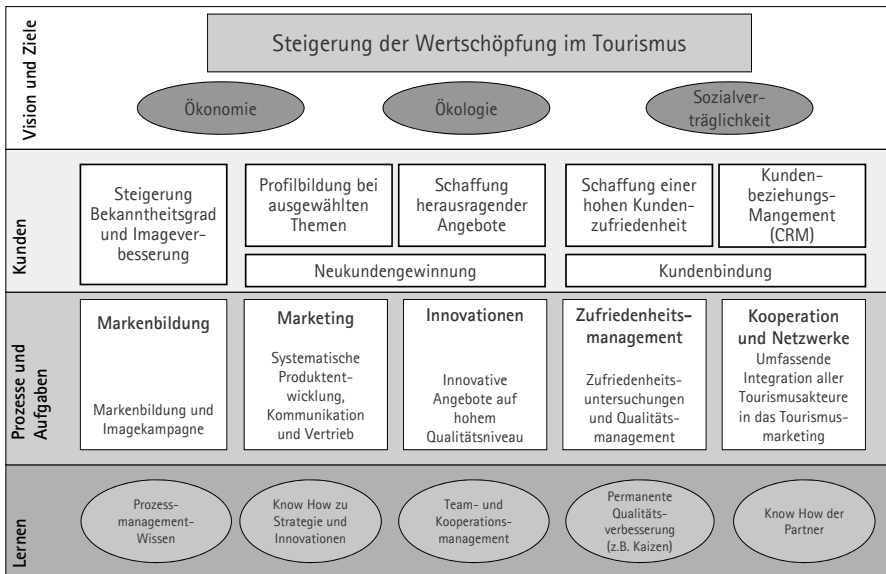 Vision und Ziele
Steigerung der Wertschöpfung im Tourismus
Ökonomie
Ökologie
Sozialver-
träglichkeit
Kunden
Steigerung
Bekanntheitsgrad
und Imagever-
besserung
Profilbildung bei
ausgewählten
Themen
Schaffung
herausragender
Angebote
Schaffung einer
hohen Kunden-
zufriedenheit
Kunden-
beziehungs-
Mangement
(CRM)
Neukundengewinnung
Kundenbindung
Prozesse und
Aufgaben
Markenbildung
Markenbildung und
Imagekampagne
Marketing
Systematische
Produktent-
wicklung,
Kommunikation
und Vertrieb
Innovationen
Innovative
Angebote auf
hohem
Qualitätsniveau
Zufriedenheits-
management
Zufriedenheits-
untersuchungen
und Qualitäts-
management
Kooperation
und Netzwerke
Umfassende
Integration aller
Tourismusakteure
in das Tourismus-
marketing
Lernen
Prozess-
management-
Wissen
Know How zu
Strategie und
Innovationen
Team- und
Kooperations-
management
Permanente
Qualitäts-
verbesserung
(z.B. Kaizen)
Know How der
Partner